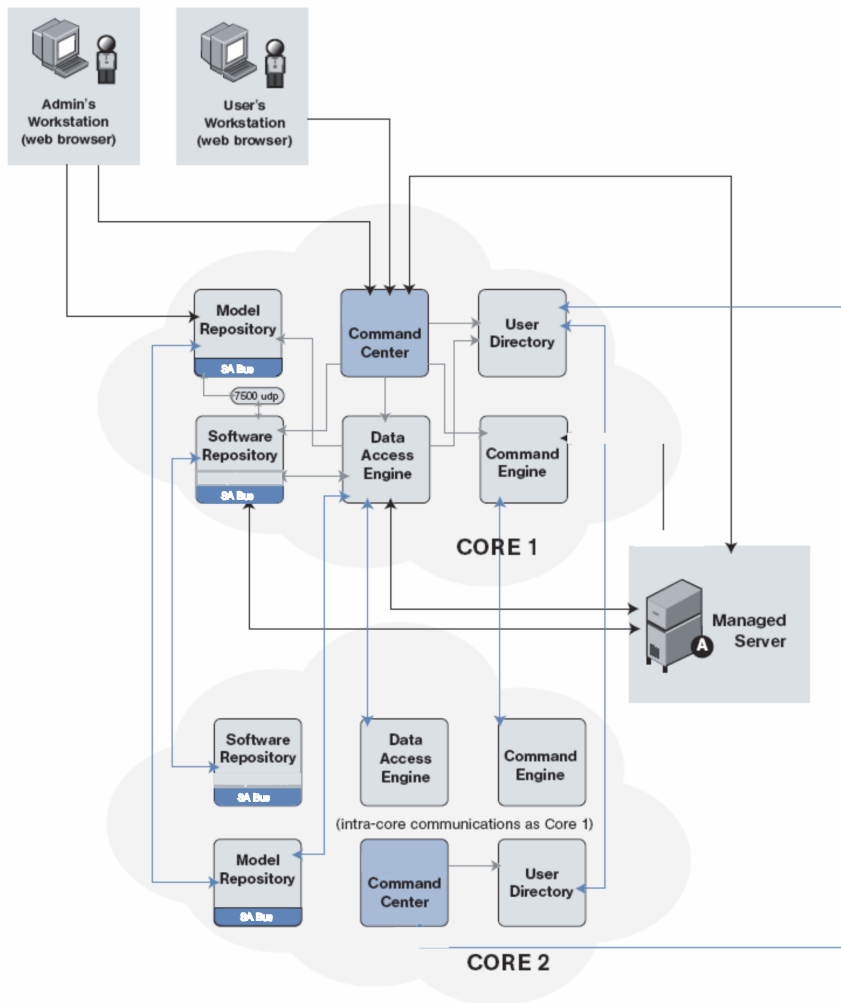 Admin's
Workstation
(web browser)
User's
Workstation
(web browser)
Model
Repository
SA Bus
Command
Center
User
Directory
7500 udp
Software
Repository
SA Bus
Data
Access
Engine
Command
Engine
CORE 1
Managed
Server
A
Software
Repository
SA Bus
Data
Access
Engine
Command
Engine
(intra-core communications as Core 1)
Model
Repository
SA Bus
Command
Center
User
Directory
CORE 2